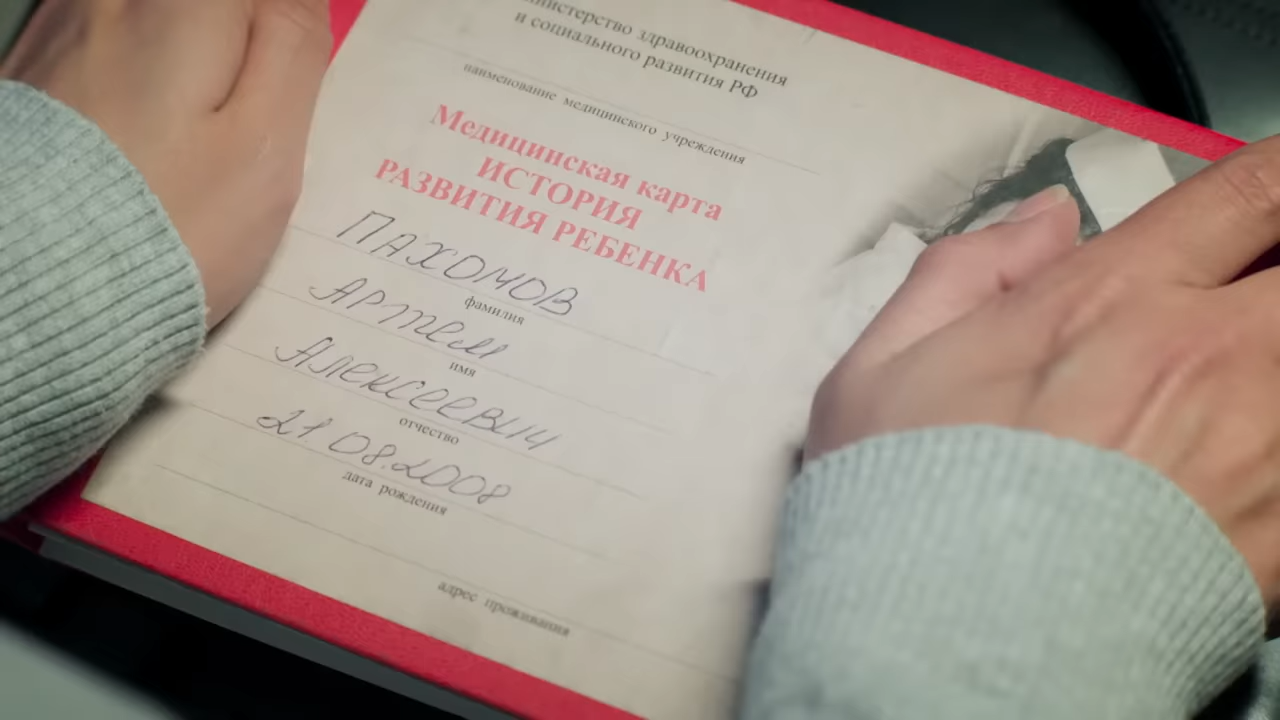 Министерство здравоохранения
и социального развития РФ
наименование медицинского учреждения
Медицинская карта
ИСТОРИЯ
РАЗВИТИЯ РЕБЕНКА
ПАХОМОВ
фамилия
Артем
имя
Алексеевич
отчество
21 08.2008
дата рождения
адрес проживания